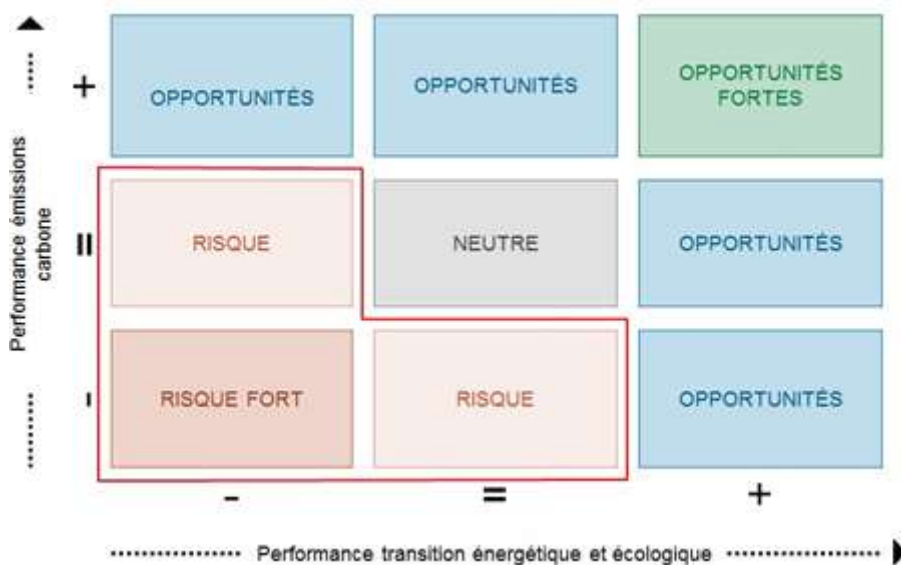 +
OPPORTUNITÉS
OPPORTUNITÉS
OPPORTUNITÉS
FORTES
Performance émissions
carbone
=
RISQUE
NEUTRE
OPPORTUNITÉS
-
RISQUE FORT
RISQUE
OPPORTUNITÉS
- = +
Performance transition énergétique et écologique